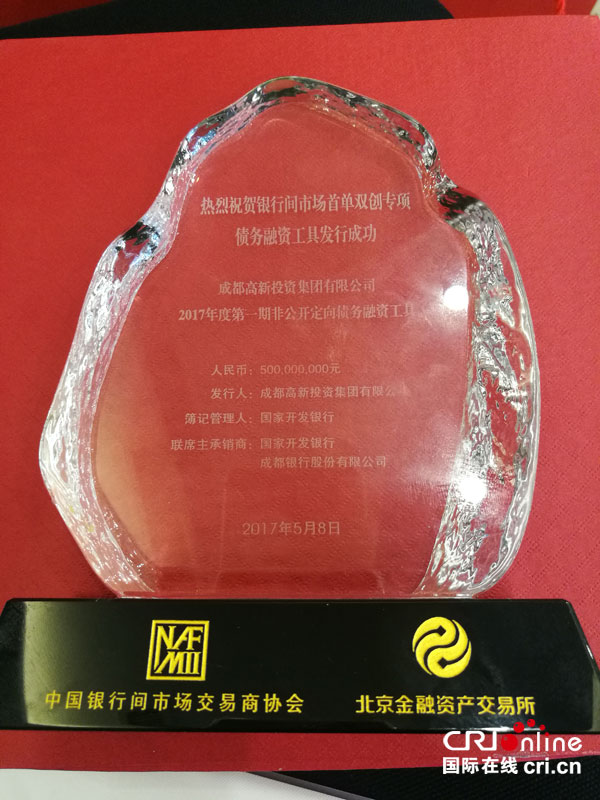 热烈祝贺银行间市场首单双创专项
债务融资工具发行成功
成都高新投资集团有限公司
2017年度第一期非公开定向债务融资工具
人民币：500,000,000元
发行人：成都高新投资集团有限公司
簿记管理人：国家开发银行
联席主承销商：国家开发银行
成都银行股份有限公司
2017年5月8日
NAF
MII
中国银行间市场交易商协会
北京金融资产交易所
CRI online
国际在线 cri.cn